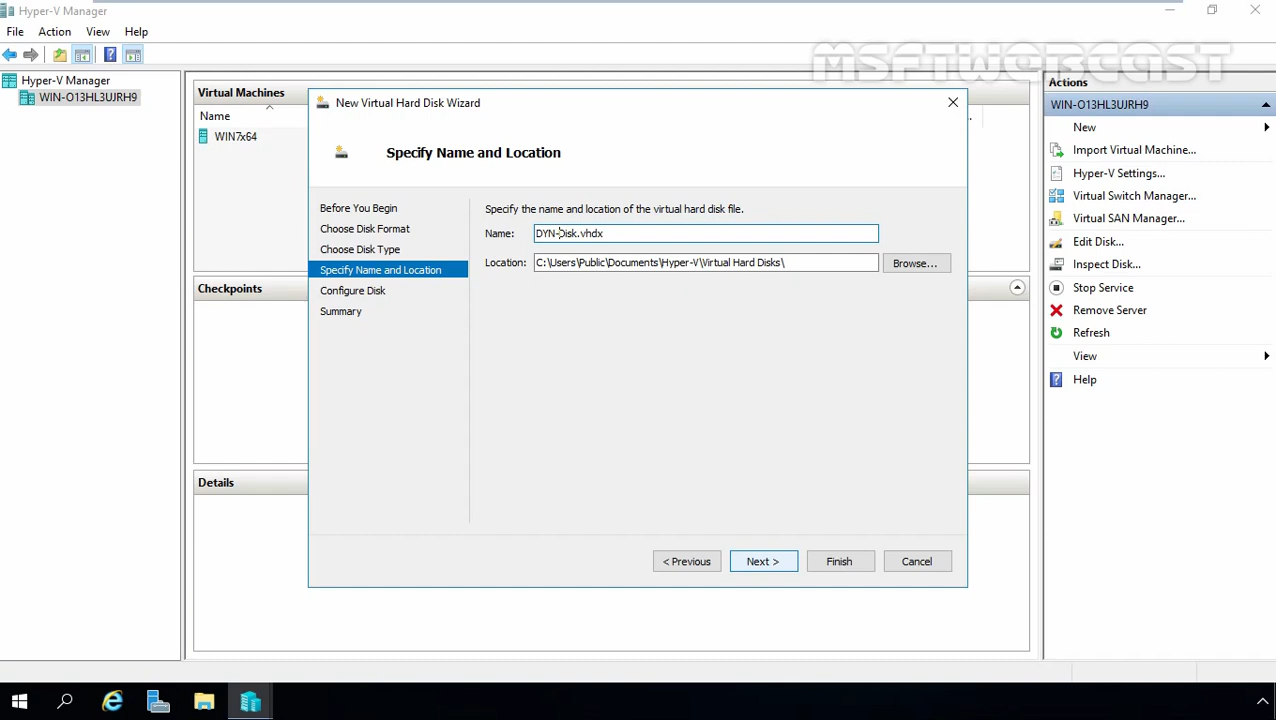 Hyper-V Manager
MSFTWEBCAST
File Action View Help
Hyper-V Manager
WIN-O13HL3UJRH9
Virtual Machines
Name
WIN7x64
Checkpoints
Details
New Virtual Hard Disk Wizard
Specify Name and Location
Before You Begin
Choose Disk Format
Choose Disk Type
Specify Name and Location
Configure Disk
Summary
Specify the name and location of the virtual hard disk file.
Name: DYN-Disk.vhdx
Location: C:\Users\Public\Documents\Hyper-V\Virtual Hard Disks\ Browse...
< Previous Next > Finish Cancel
Actions
WIN-O13HL3UJRH9
New
Import Virtual Machine...
Hyper-V Settings...
Virtual Switch Manager...
Virtual SAN Manager...
Edit Disk...
Inspect Disk...
Stop Service
Remove Server
Refresh
View
Help